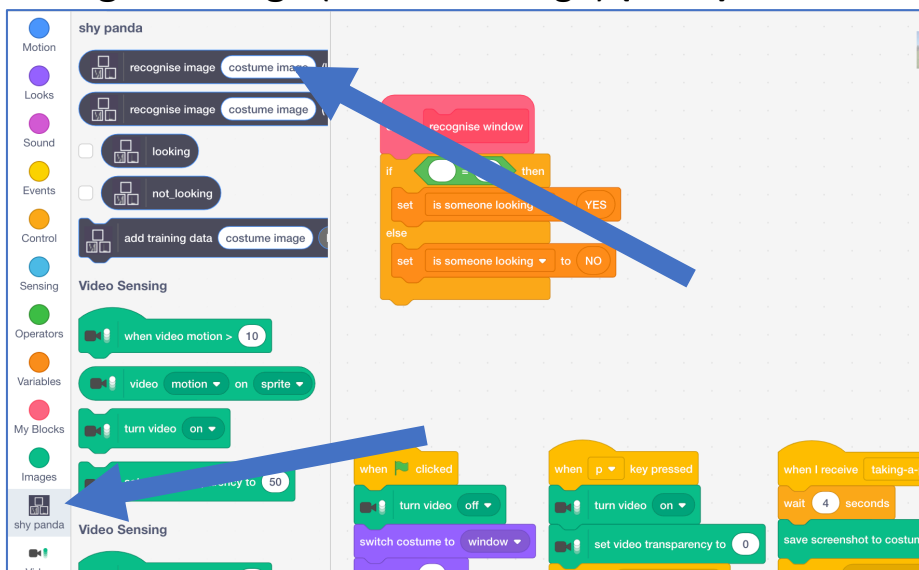 shy panda
Motion
recognise image costume image
Looks
recognise image costume image
recognise window
Sound
looking
if = then
Events
not_looking
set is someone looking YES
Control
add training data costume image
else
set is someone looking to NO
Sensing
Video Sensing
Operators
when video motion > 10
Variables
video motion on sprite
My Blocks
turn video on
Images
to 50
when clicked
when p key pressed
when I receive taking-a-
shy panda
turn video off
turn video on
wait 4 seconds
Video Sensing
switch costume to window
set video transparency to 0
save screenshot to costum